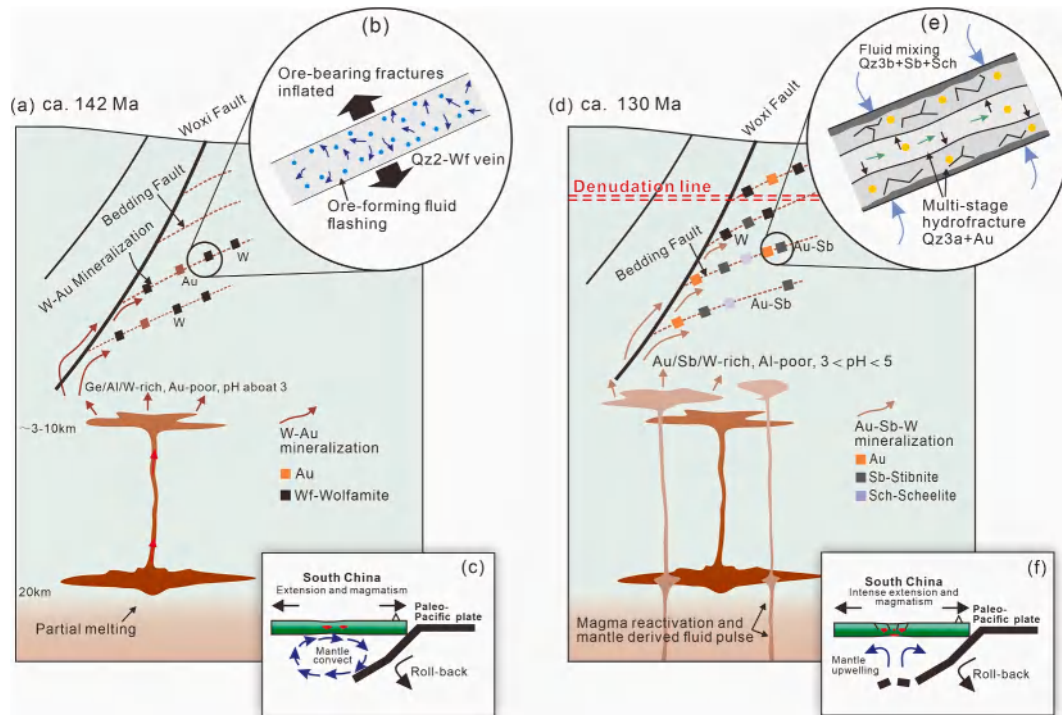 (a) ca. 142 Ma
Woxi Fault
Bedding Fault
W-Au Mineralization
Au
W
W
Ge/Al/W-rich, Au-poor, pH aboat 3
~3-10km
W-Au
mineralization
Au
Wf-Wolfamite
20km
Partial melting
(b)
Ore-bearing fractures
inflated
Qz2-Wf vein
Ore-forming fluid
flashing
(c)
South China
Extension and magmatism
Paleo-
Pacific plate
Mantle
convect
Roll-back
(d) ca. 130 Ma
Woxi Fault
Denudation line
Bedding Fault
W
Au-Sb
Au-Sb
Au/Sb/W-rich, Al-poor, 3 < pH < 5
Au-Sb-W
mineralization
Au
Sb-Stibnite
Sch-Scheelite
Magma reactivation and
mantle derived fluid pulse
(e)
Fluid mixing
Qz3b+Sb+Sch
Multi-stage
hydrofracture
Qz3a+Au
(f)
South China
Intense extension and
magmatism
Paleo-
Pacific plate
Mantle
upwelling
Roll-back